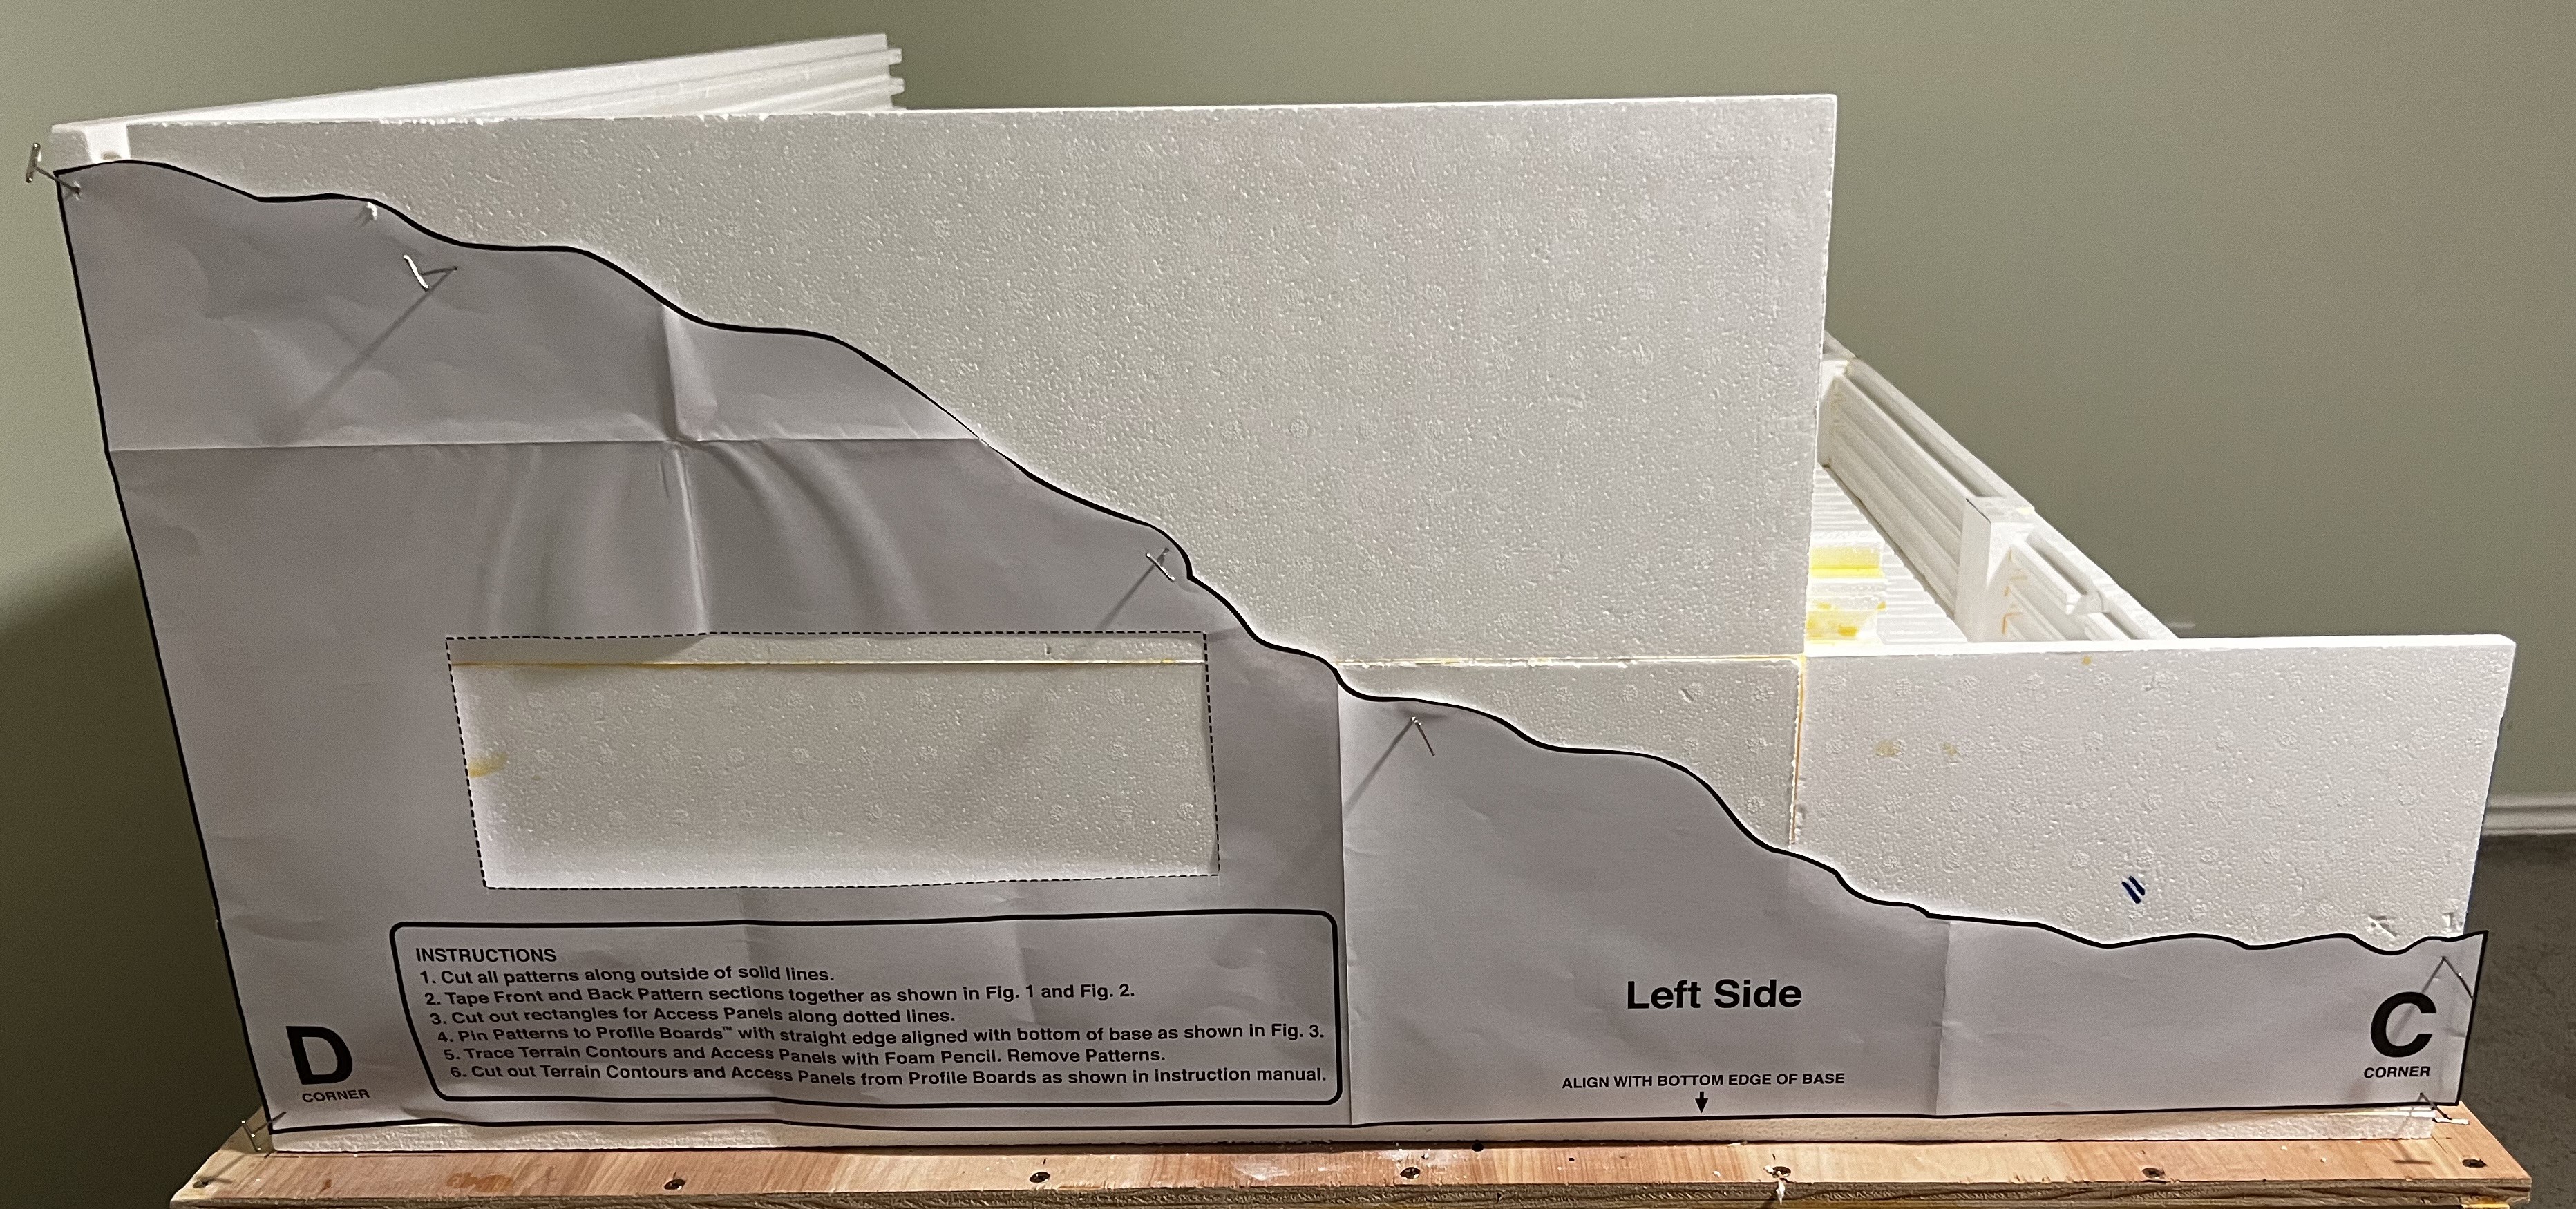 INSTRUCTIONS
1. Cut all patterns along outside of solid lines.
2. Tape Front and Back Pattern sections together as shown in Fig. 1 and Fig. 2.
3. Cut out rectangles for Access Panels along dotted lines.
4. Pin Patterns to Profile Boards™ with straight edge aligned with bottom of base as shown in Fig. 3.
5. Trace Terrain Contours and Access Panels with Foam Pencil. Remove Patterns.
6. Cut out Terrain Contours and Access Panels from Profile Boards as shown in instruction manual.
D
CORNER
Left Side
ALIGN WITH BOTTOM EDGE OF BASE
C
CORNER